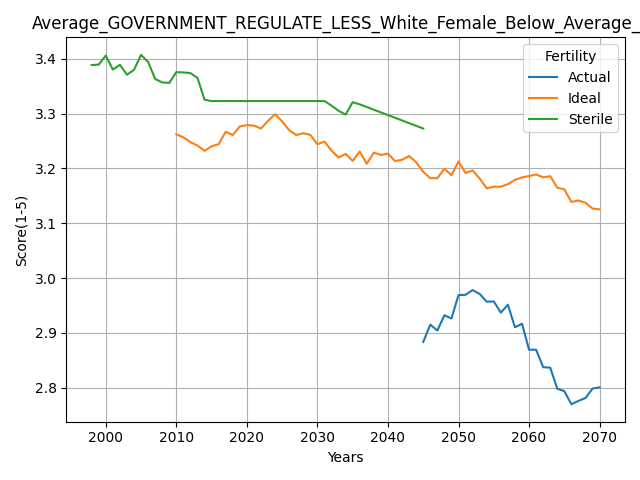 Average_GOVERNMENT_REGULATE_LESS_White_Female_Below_Average_
Fertility
Actual
Ideal
Sterile
Score(1-5)
3.4
3.3
3.2
3.1
3.0
2.9
2.8
2000 2010 2020 2030 2040 2050 2060 2070
Years